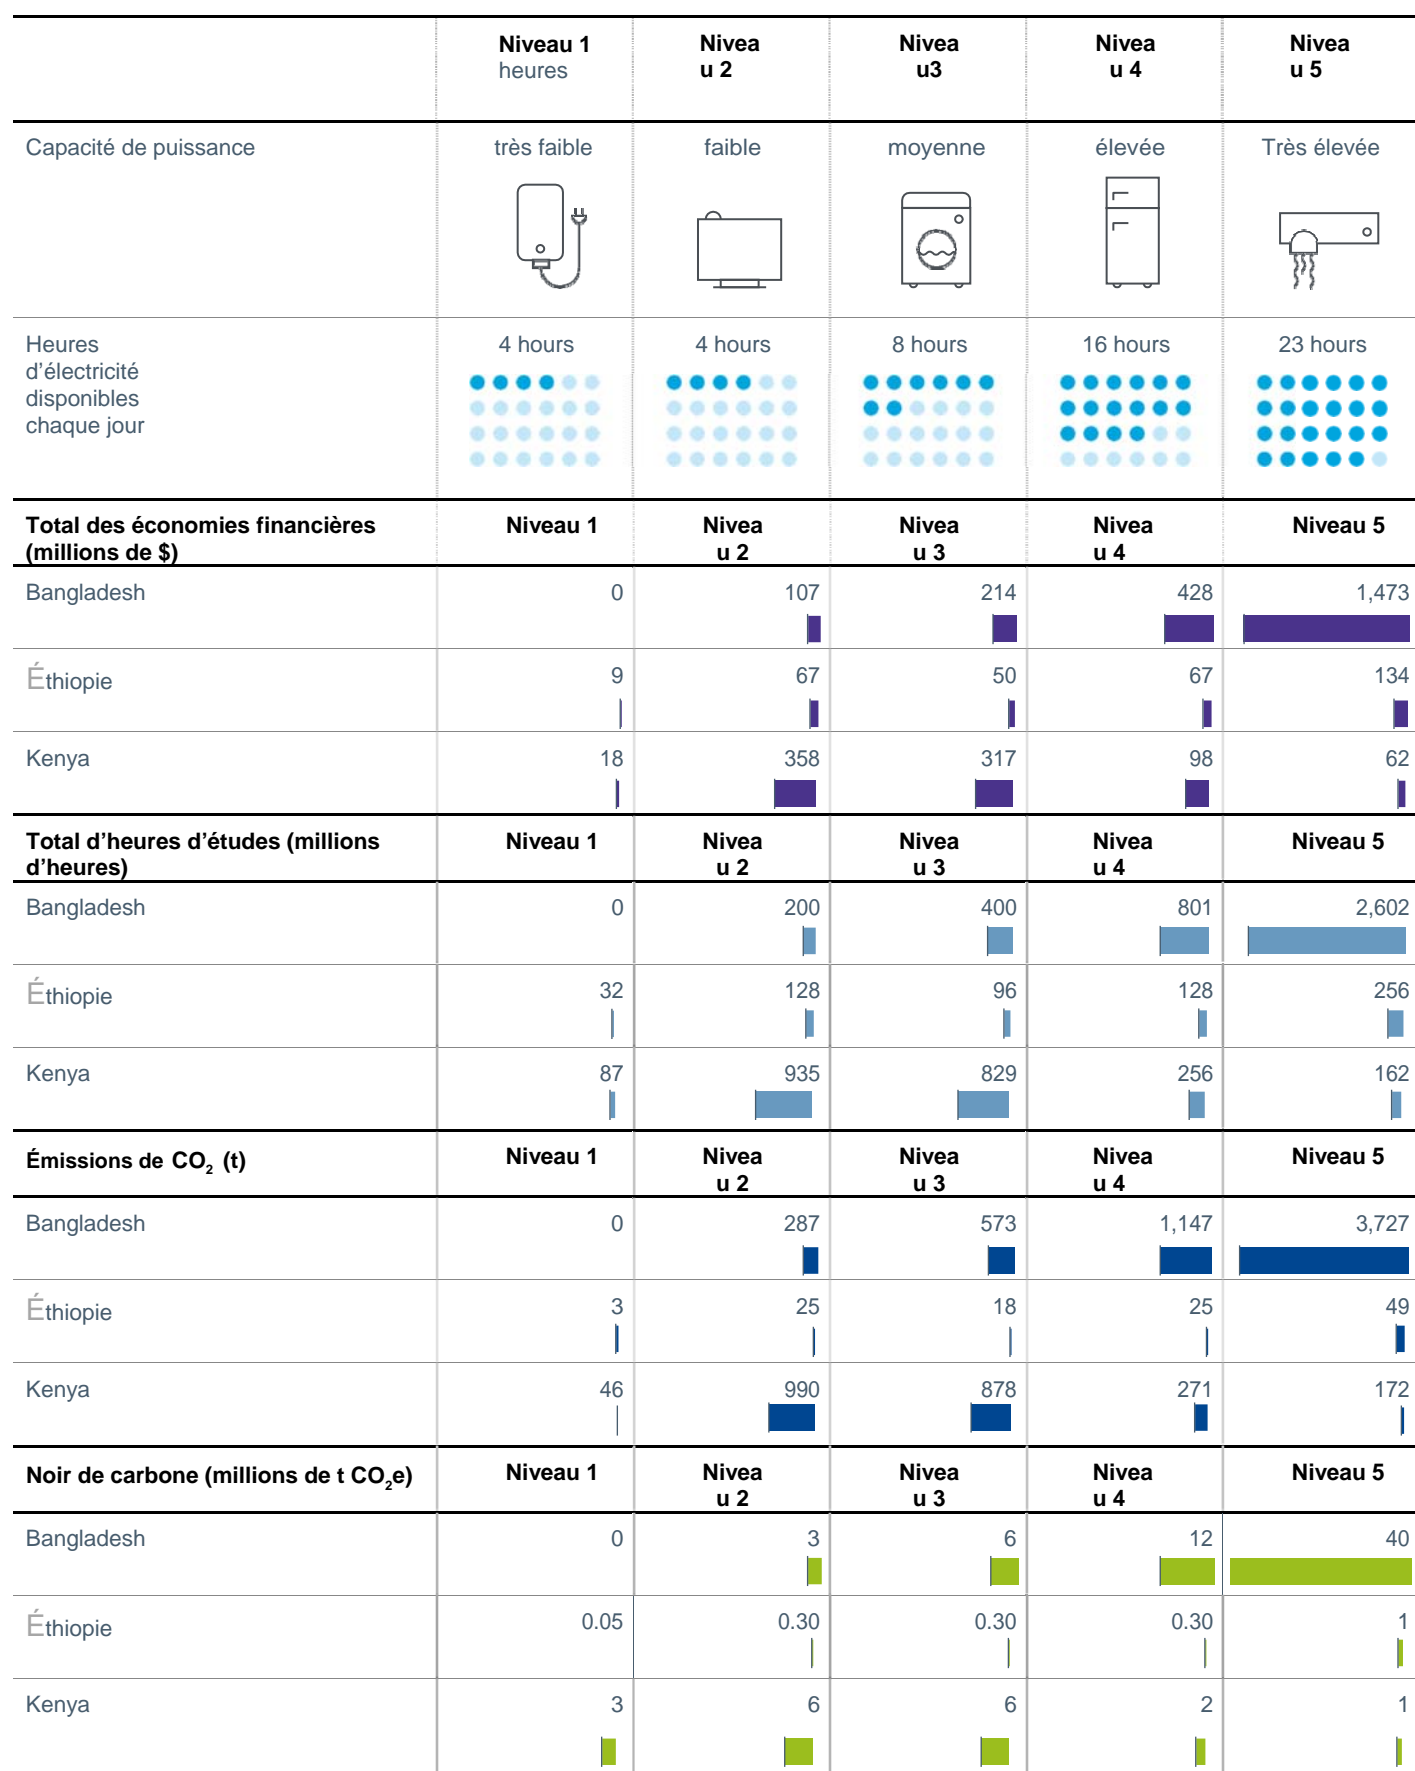 Niveau 1 Nivea Nivea Nivea Nivea
heures u 2 u3 u 4 u 5
Capacité de puissance très faible faible moyenne élevée Très élevée
Heures 4 hours 4 hours 8 hours 16 hours 23 hours
d’électricité
disponibles
chaque jour
Total des économies financières Niveau 1 Nivea Nivea Nivea Niveau 5
(millions de $) u 2 u 3 u 4
Bangladesh 0 107 214 428 1,473
Éthiopie 9 67 50 67 134
Kenya 18 358 317 98 62
Total d’heures d’études (millions Niveau 1 Nivea Nivea Nivea Niveau 5
d’heures) u 2 u 3 u 4
Bangladesh 0 200 400 801 2,602
Éthiopie 32 128 96 128 256
Kenya 87 935 829 256 162
Émissions de CO₂ (t) Niveau 1 Nivea Nivea Nivea Niveau 5
u 2 u 3 u 4
Bangladesh 0 287 573 1,147 3,727
Éthiopie 3 25 18 25 49
Kenya 46 990 878 271 172
Noir de carbone (millions de t CO₂e) Niveau 1 Nivea Nivea Nivea Niveau 5
u 2 u 3 u 4
Bangladesh 0 3 6 12 40
Éthiopie 0.05 0.30 0.30 0.30 1
Kenya 3 6 6 2 1